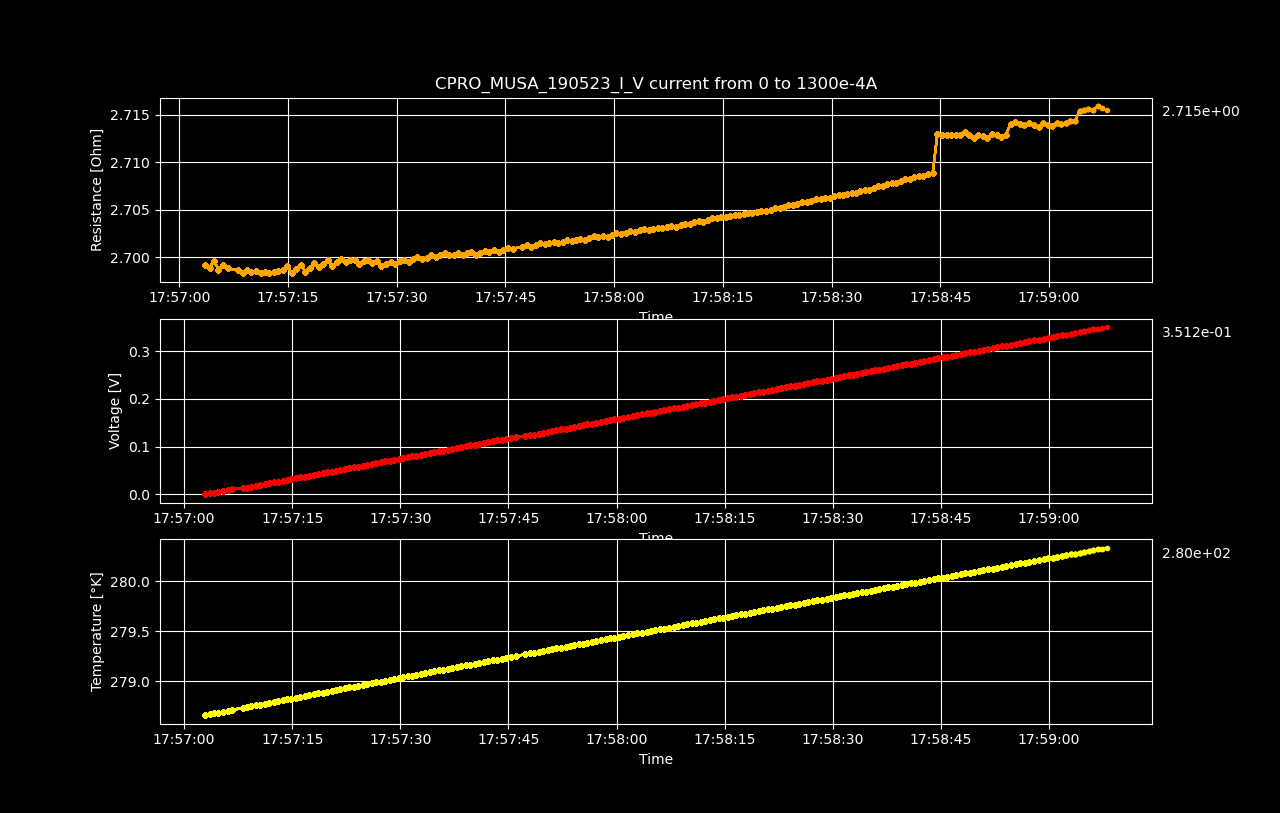 CPRO_MUSA_190523_I_V current from 0 to 1300e-4A
2.715
2.710
2.705
2.700
Resistance [Ohm]
2.715e+00
17:57:00 17:57:15 17:57:30 17:57:45 17:58:00 17:58:15 17:58:30 17:58:45 17:59:00
Time
0.3
0.2
0.1
0.0
Voltage [V]
3.512e-01
17:57:00 17:57:15 17:57:30 17:57:45 17:58:00 17:58:15 17:58:30 17:58:45 17:59:00
Time
280.0
279.5
279.0
Temperature [°K]
2.80e+02
17:57:00 17:57:15 17:57:30 17:57:45 17:58:00 17:58:15 17:58:30 17:58:45 17:59:00
Time